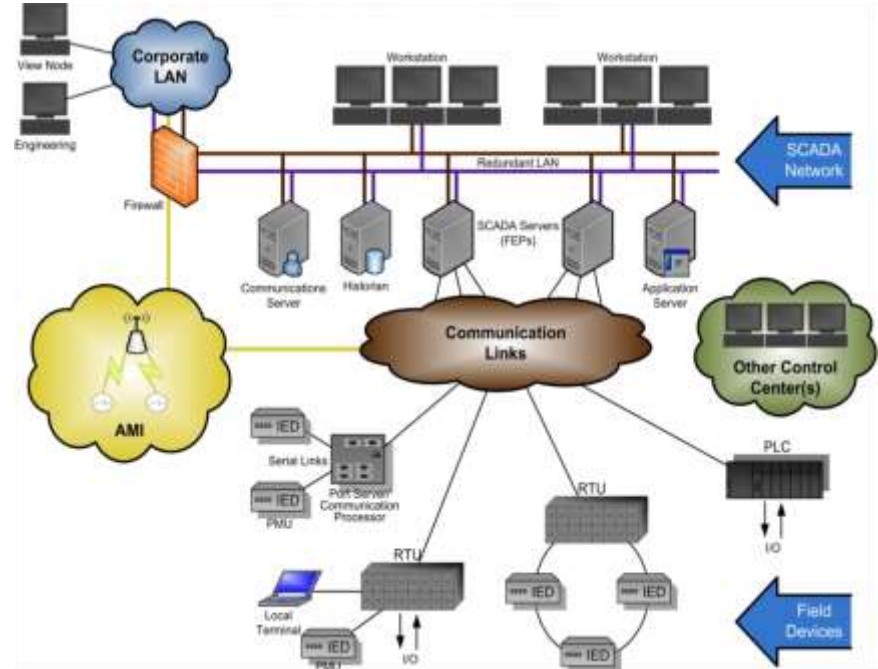 View Node
Corporate
LAN
Engineering
Firewall
Workstation
Workstation
Redundant LAN
SCADA
Network
Communications
Server
Historian
SCADA Servers
(FEPs)
Application
Server
AMI
Communication
Links
Other Control
Center(s)
IED
Serial Links
IED
PMU
Port Server/
Communication
Processor
RTU
PLC
I/O
RTU
Local
Terminal
IED
PMU
I/O
IED
IED
IED
Field
Devices